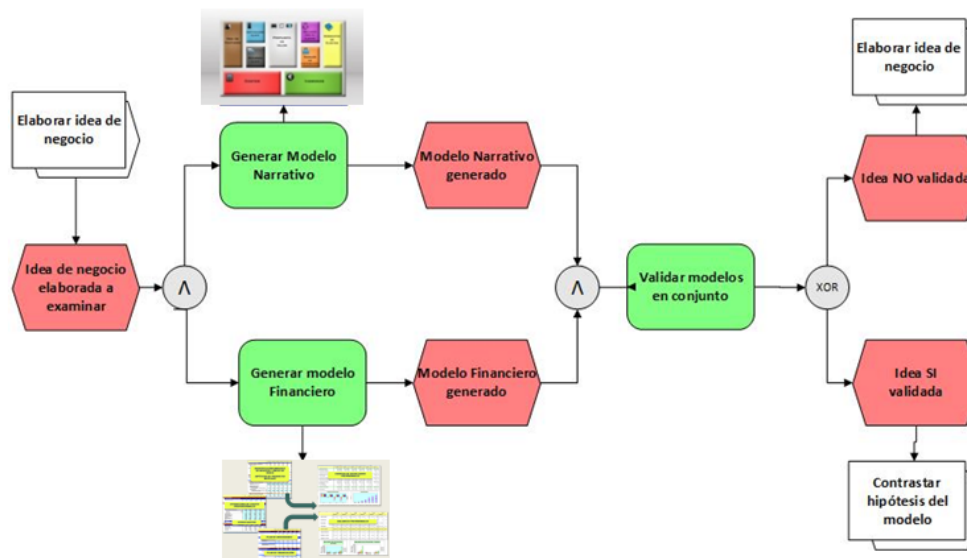 Elaborar idea de
negocio
Idea de negocio
elaborada a
examinar
Λ
Generar Modelo
Narrativo
Modelo Narrativo
generado
Generar modelo
Financiero
Modelo Financiero
generado
Λ
Validar modelos
en conjunto
XOR
Elaborar idea de
negocio
Idea NO validada
Idea SI
validada
Contrastar
hipótesis del
modelo